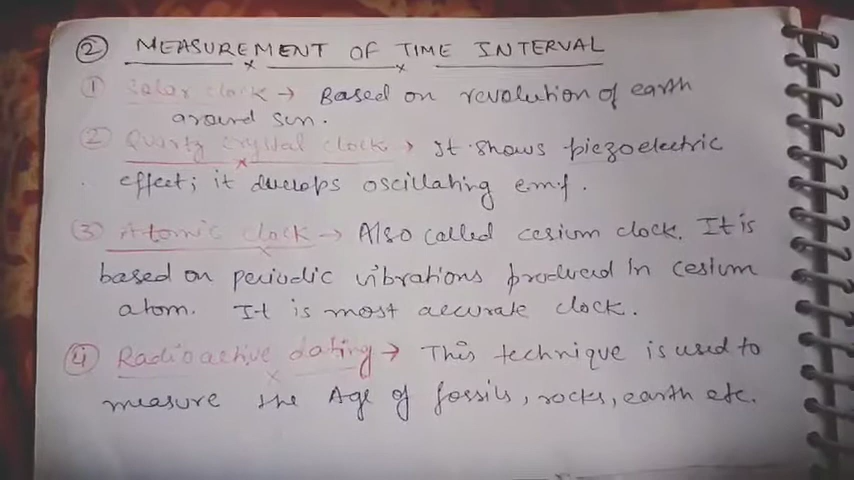 ② MEASUREMENT OF TIME INTERVAL
① Solar clock → Based on revolution of earth
around sun.
② Quartz crystal clock → It shows piezoelectric
effect; it develops oscillating e.m.f.
③ Atomic clock → Also called cesium clock. It is
based on periodic vibrations produced in cesium
atom. It is most accurate clock.
④ Radioactive dating → This technique is used to
measure the Age of fossils, rocks, earth etc.